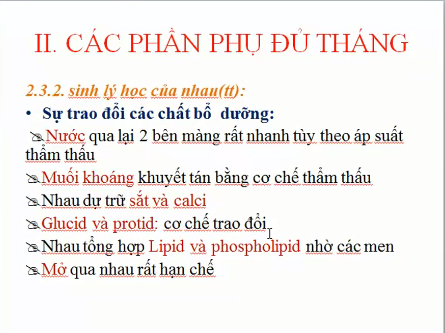 II. CÁC PHẦN PHỤ ĐỦ THÁNG
2.3.2. sinh lý học của nhau(tt):
• Sự trao đổi các chất bổ dưỡng:
Nước qua lại 2 bên màng rất nhanh tùy theo áp suất
thẩm thấu
Muối khoáng khuyết tán bằng cơ chế thẩm thấu
Nhau dự trữ sắt và calci
Glucid và protid: cơ chế trao đổi
Nhau tổng hợp Lipid và phospholipid nhờ các men
Mở qua nhau rất hạn chế